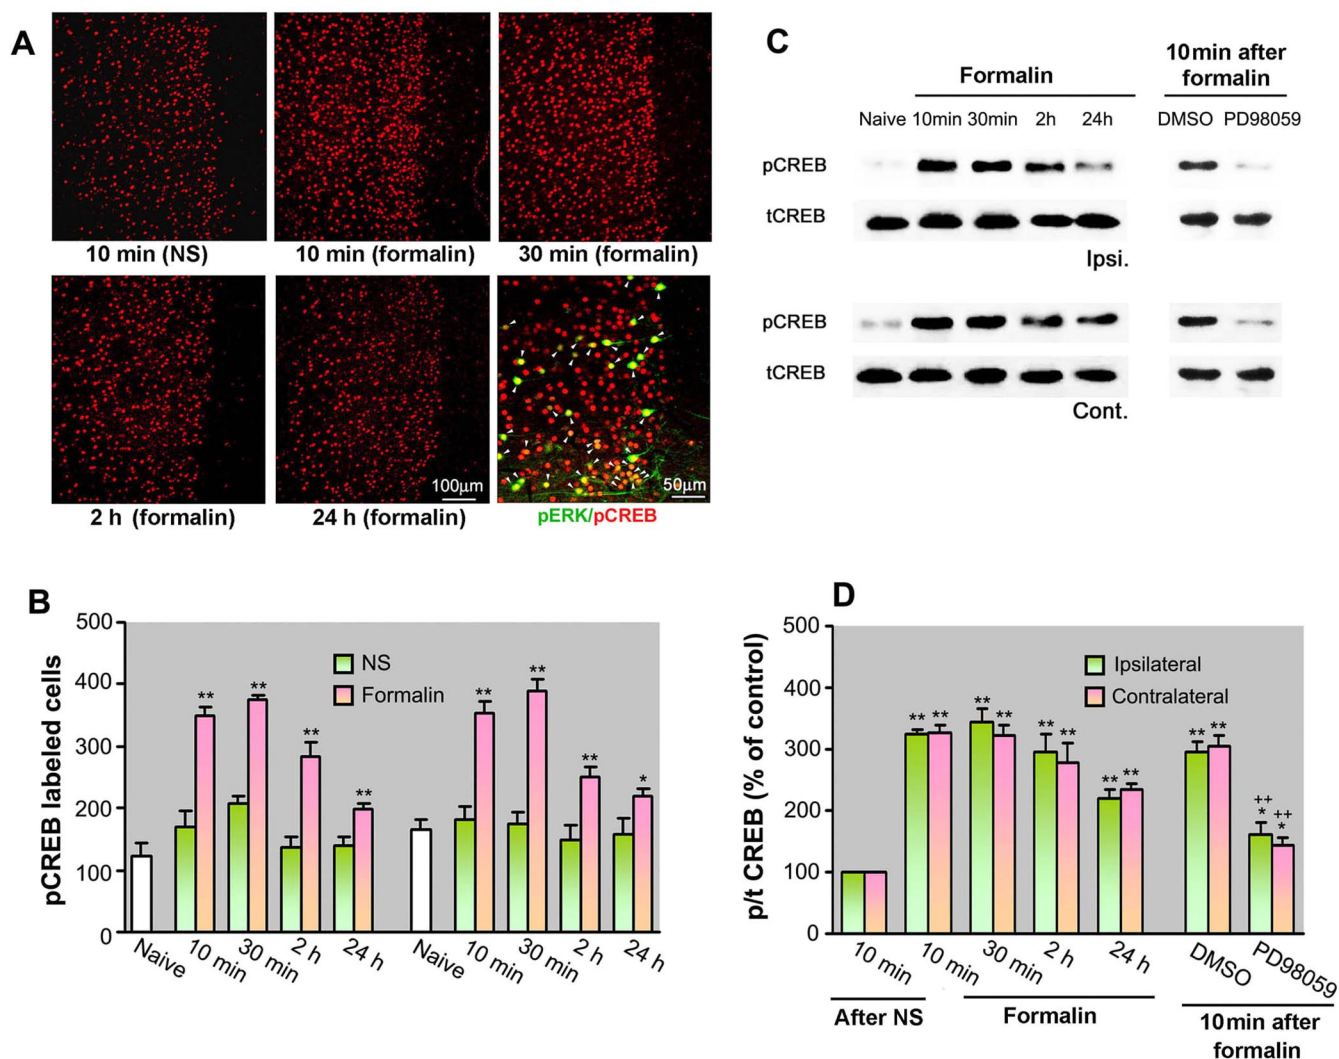 A
10 min (NS)
10 min (formalin)
30 min (formalin)
2 h (formalin)
24 h (formalin)
100μm
50μm
pERK/pCREB
C
Formalin
10min after
formalin
Naive 10min 30min 2h 24h
DMSO PD98059
pCREB
tCREB
Ipsi.
pCREB
tCREB
Cont.
B
pCREB labeled cells
500
400
300
200
100
0
NS
Formalin
**
**
**
**
**
**
**
*
Naive
10 min
30 min
2 h
24 h
Naive
10 min
30 min
2 h
24 h
D
p/t CREB (% of control)
500
400
300
200
100
0
Ipsilateral
Contralateral
** **
** **
** **
** **
** **
++ ++
* *
10 min
10 min
30 min
2 h
24 h
DMSO
PD98059
After NS
Formalin
10min after
formalin